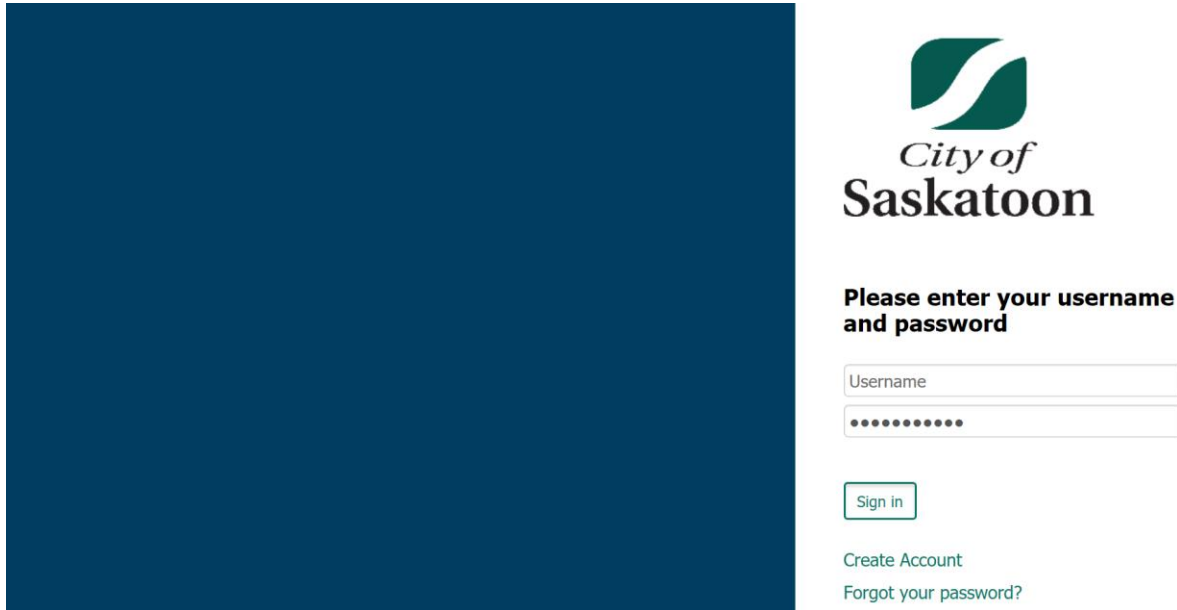 City of
Saskatoon
Please enter your username
and password
Username
•••••••••••
Sign in
Create Account
Forgot your password?